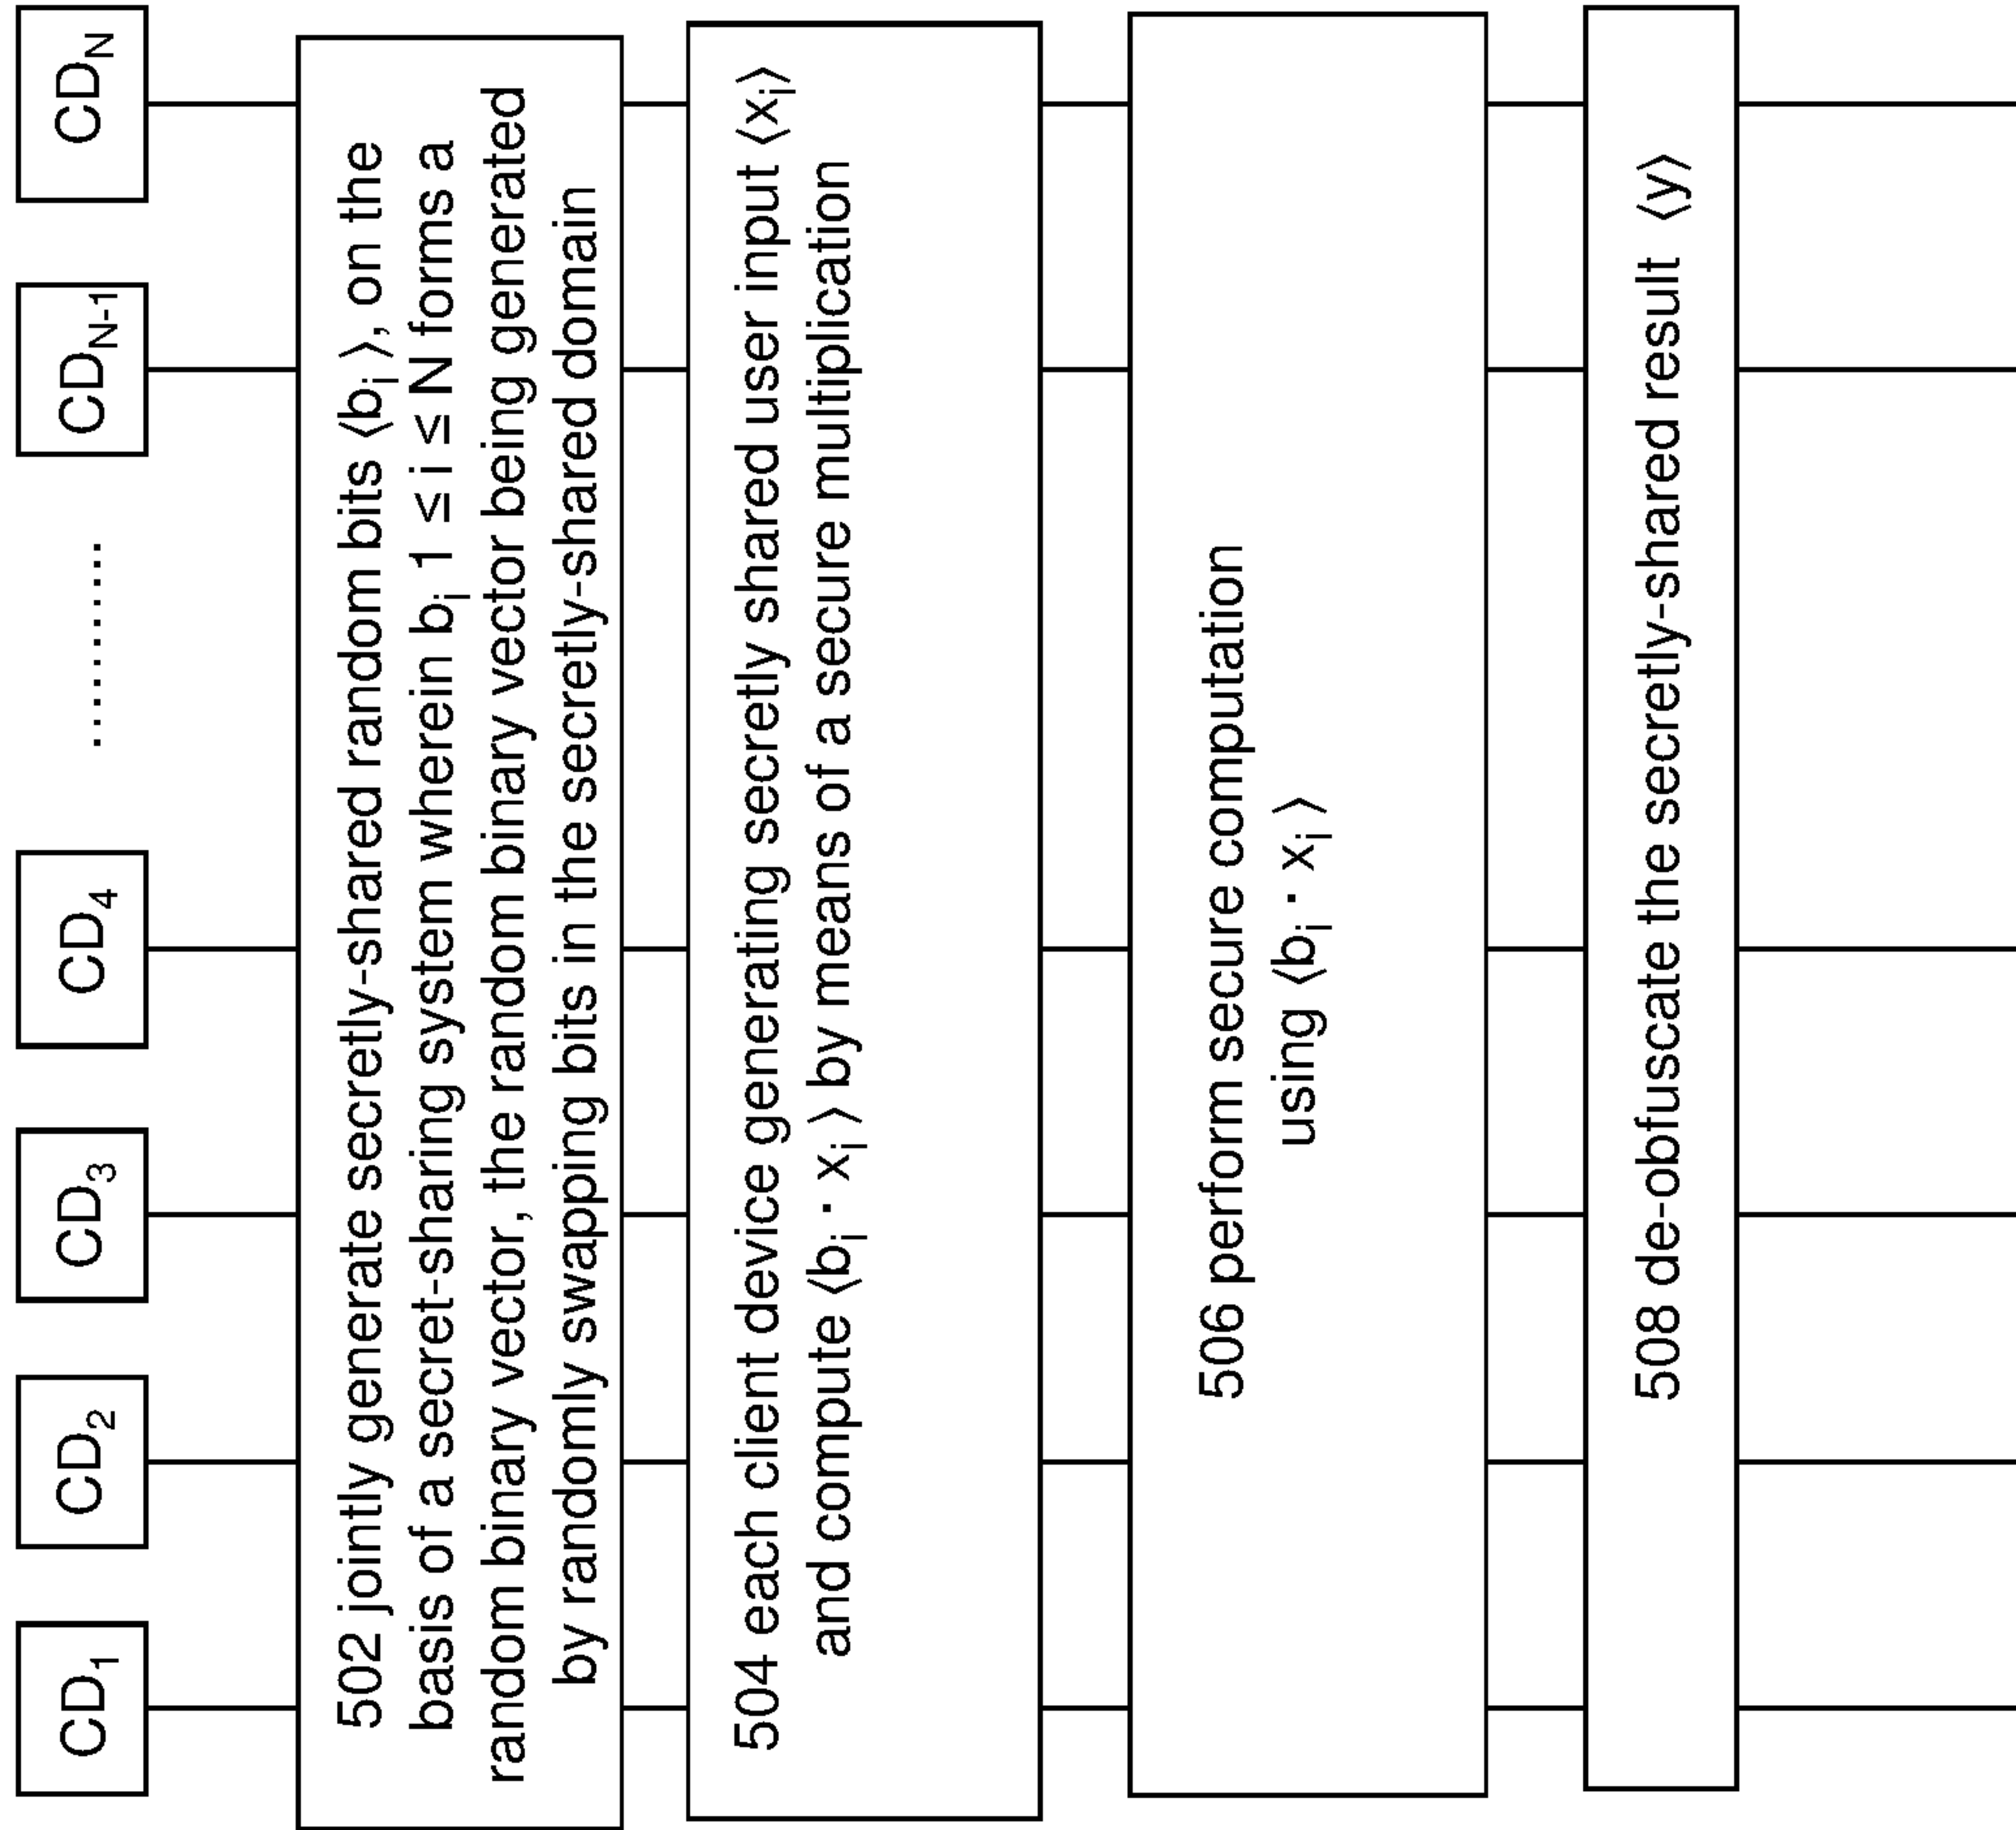 CD₁ CD₂ CD₃ CD₄ .......... CD_N-1 CD_N
502 jointly generate secretly-shared random bits ⟨bᵢ⟩, on the
basis of a secret-sharing system wherein bᵢ 1 ≤ i ≤ N forms a
random binary vector, the random binary vector being generated
by randomly swapping bits in the secretly-shared domain
504 each client device generating secretly shared user input ⟨xᵢ⟩
and compute ⟨bᵢ · xᵢ⟩ by means of a secure multiplication
506 perform secure computation
using ⟨bᵢ · xᵢ⟩
508 de-obfuscate the secretly-shared result ⟨y⟩